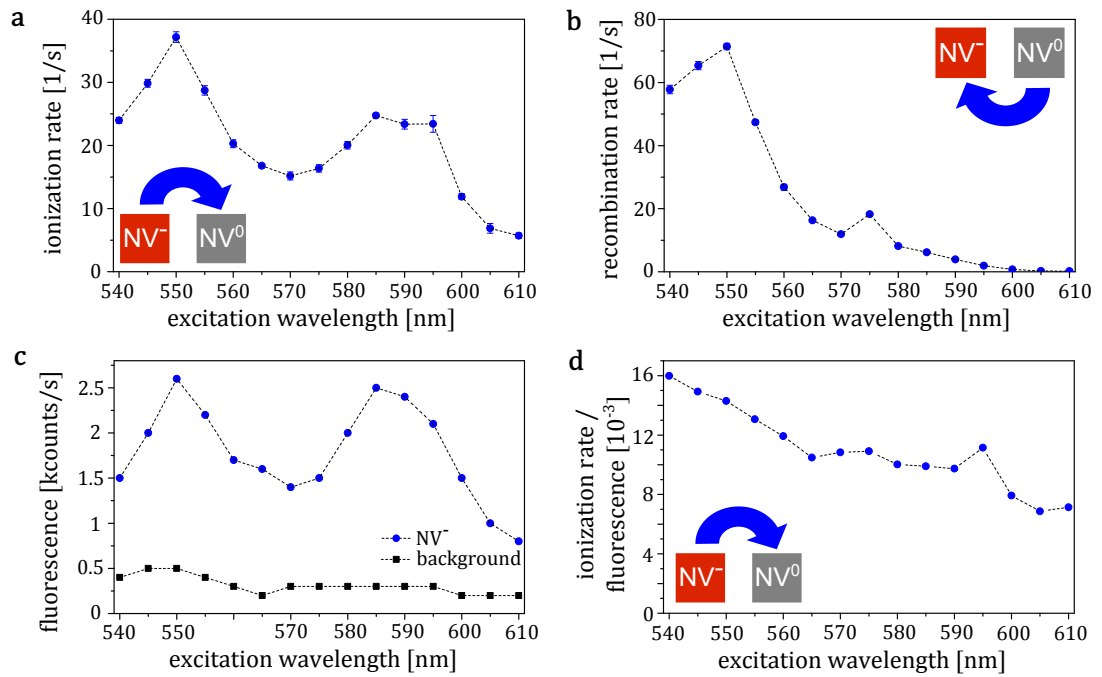 a
ionization rate [1/s]
40
30
20
10
0
NV⁻
NV⁰
540 550 560 570 580 590 600 610
excitation wavelength [nm]
b
recombination rate [1/s]
80
60
40
20
0
NV⁻
NV⁰
540 550 560 570 580 590 600 610
excitation wavelength [nm]
c
fluorescence [kcounts/s]
2.5
2
1.5
1
0.5
0
NV⁻
background
540 550 570 580 590 600 610
excitation wavelength [nm]
d
ionization rate /
fluorescence [10⁻³]
16
12
8
4
0
NV⁻
NV⁰
540 550 560 570 580 590 600 610
excitation wavelength [nm]